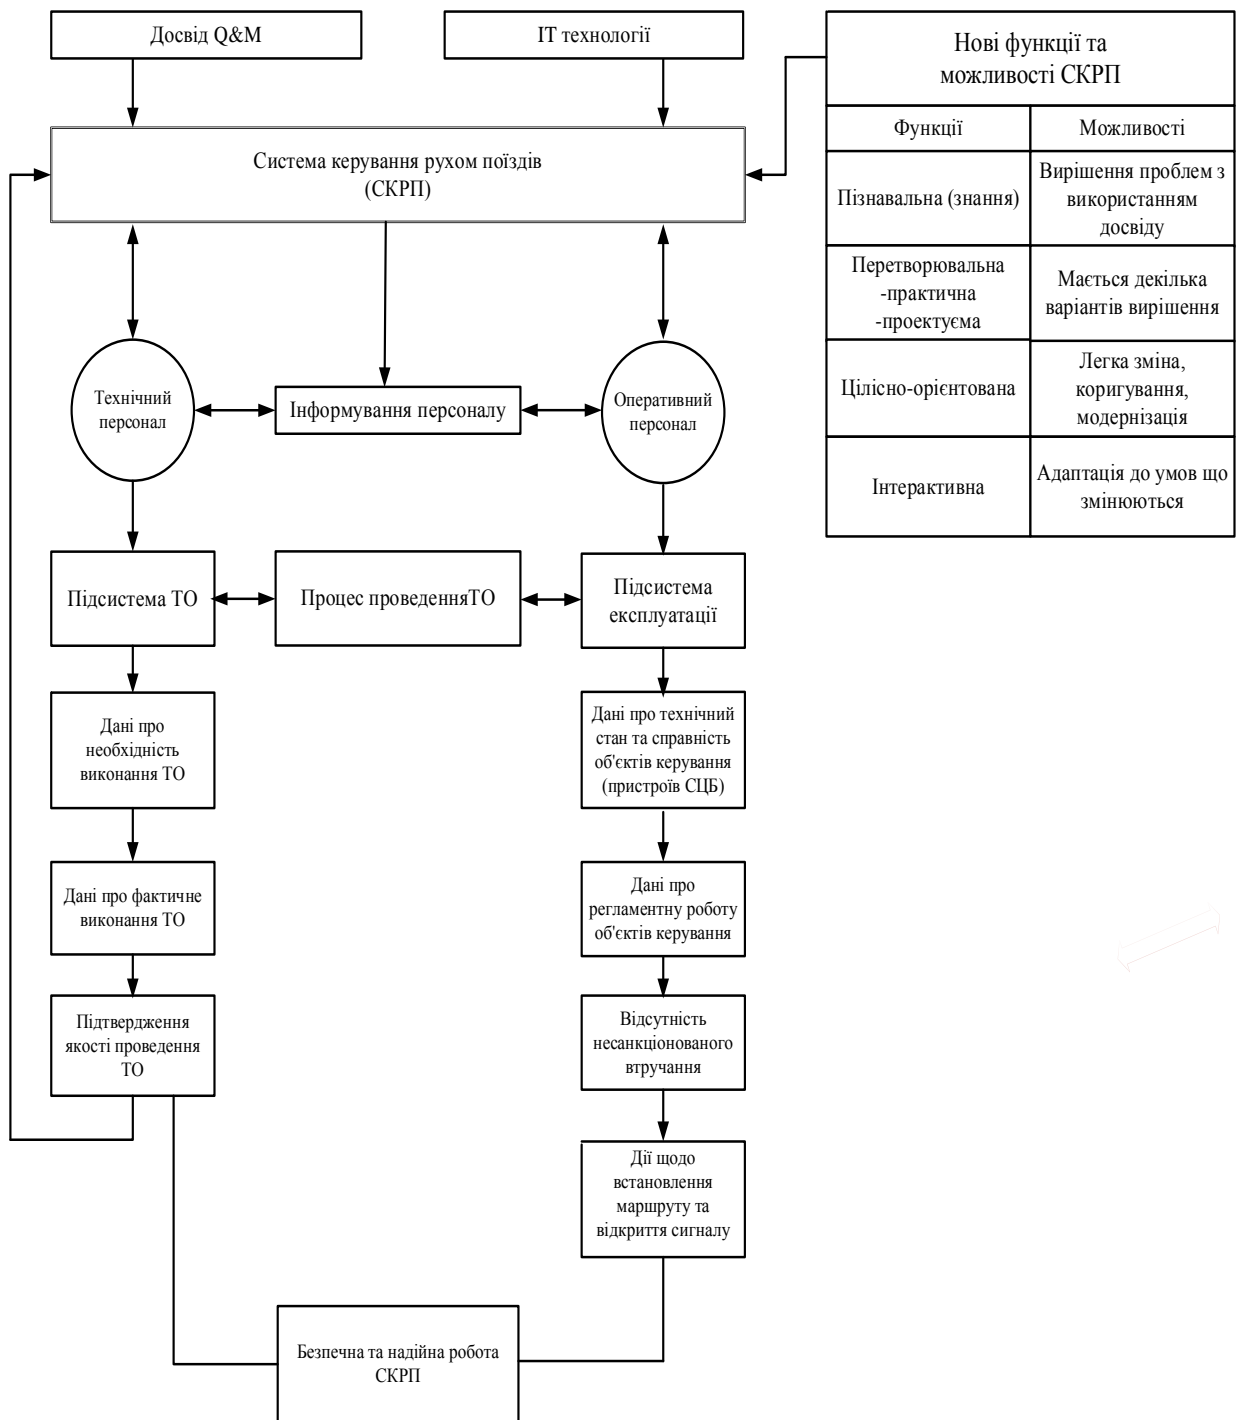 Досвід Q&M
ІТ технології
Нові функції та
можливості СКРП
Функції
Можливості
Пізнавальна (знання)
Вирішення проблем з
використанням
досвіду
Перетворювальна
-практична
-проектуєма
Мається декілька
варіантів вирішення
Цілісно-орієнтована
Легка зміна,
коригування,
модернізація
Інтерактивна
Адаптація до умов що
змінюються
Система керування рухом поїздів
(СКРП)
Технічний
персонал
Інформування персоналу
Оперативний
персонал
Підсистема ТО
Процес проведенняТО
Підсистема
експлуатації
Дані про
необхідність
виконання ТО
Дані про технічний
стан та справність
об'єктів керування
(пристроїв СЦБ)
Дані про фактичне
виконання ТО
Дані про
регламентну роботу
об'єктів керування
Підтвердження
якості проведення
ТО
Відсутність
несанкціонованого
втручання
Дії щодо
встановлення
маршруту та
відкриття сигналу
Безпечна та надійна робота
СКРП